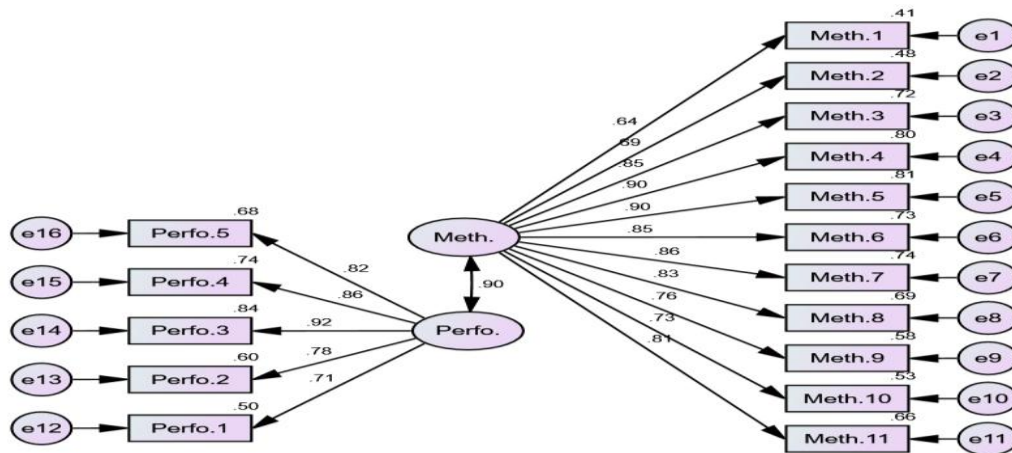 .41
Meth.1
e1
.48
Meth.2
e2
.72
Meth.3
e3
.80
Meth.4
e4
.81
Meth.5
e5
.73
Meth.6
e6
.74
Meth.7
e7
.69
Meth.8
e8
.58
Meth.9
e9
.53
Meth.10
e10
.66
Meth.11
e11
.64
.69
.85
.90
.90
.85
.86
.83
.76
.73
.81
Meth.
.90
Perfo.
.82
.86
.92
.78
.71
.68
e16
Perfo.5
.74
e15
Perfo.4
.84
e14
Perfo.3
.60
e13
Perfo.2
.50
e12
Perfo.1